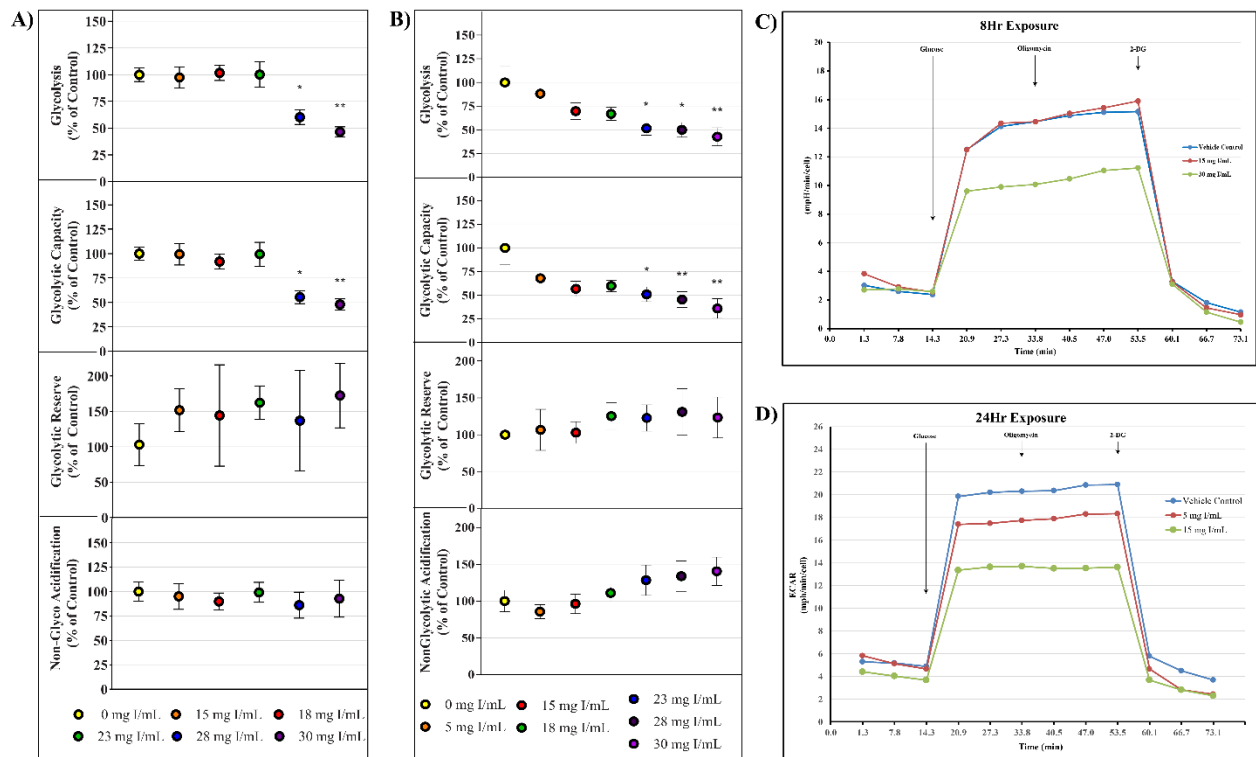 A)
Glycolysis
(% of Control)
150
125
100
75
50
25
0
*
**
Glycolytic Capacity
(% of Control)
150
125
100
75
50
25
0
*
**
Glycolytic Reserve
(% of Control)
200
150
100
50
0
Non-Glyco Acidification
(% of Control)
150
125
100
75
50
25
0
0 mg I/mL
15 mg I/mL
18 mg I/mL
23 mg I/mL
28 mg I/mL
30 mg I/mL
B)
Glycolysis
(% of Control)
150
125
100
75
50
25
0
*
*
**
Glycolytic Capacity
(% of Control)
150
100
75
50
25
0
*
**
**
Glycolytic Reserve
(% of Control)
200
150
100
50
0
NonGlycolytic Acidification
(% of Control)
200
150
100
50
0
0 mg I/mL
15 mg I/mL
23 mg I/mL
5 mg I/mL
18 mg I/mL
28 mg I/mL
30 mg I/mL
C)
8Hr Exposure
20
18
16
14
12
10
8
6
4
2
0
(mpH/min/cell)
Glucose
Oligomycin
2-DG
Vehicle Control
15 mg I/mL
30 mg I/mL
1.3 7.8 14.3 20.9 27.3 33.8 40.5 47.0 53.5 60.1 66.7 73.1
Time (min)
D)
24Hr Exposure
26
24
22
20
18
16
14
12
10
8
6
4
2
0
ECAR
(mph/min/cell)
Glucose
Oligomycin
2-DG
Vehicle Control
5 mg I/mL
15 mg I/mL
1.3 7.8 14.3 20.9 27.3 33.8 40.5 47.0 53.5 60.1 66.7 73.1
Time (min)